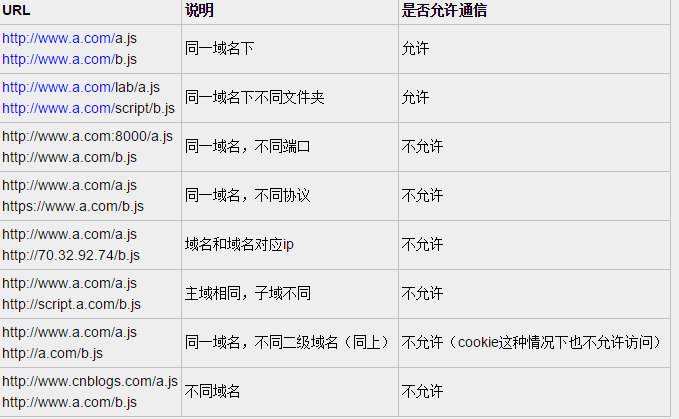 URL 说明 是否允许通信
http://www.a.com/a.js
http://www.a.com/b.js
同一域名下 允许
http://www.a.com/lab/a.js
http://www.a.com/script/b.js
同一域名下不同文件夹 允许
http://www.a.com:8000/a.js
http://www.a.com/b.js
同一域名，不同端口 不允许
http://www.a.com/a.js
https://www.a.com/b.js
同一域名，不同协议 不允许
http://www.a.com/a.js
http://70.32.92.74/b.js
域名和域名对应ip 不允许
http://www.a.com/a.js
http://script.a.com/b.js
主域相同，子域不同 不允许
http://www.a.com/a.js
http://a.com/b.js
同一域名，不同二级域名（同上） 不允许（cookie这种情况下也不允许访问）
http://www.cnblogs.com/a.js
http://www.a.com/b.js
不同域名 不允许